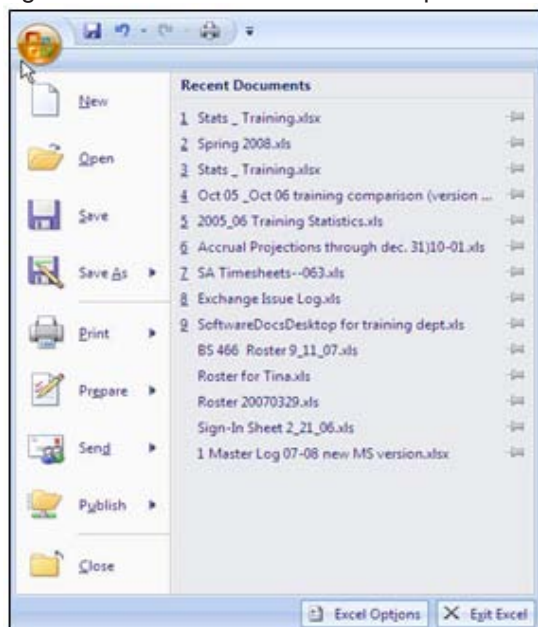 New
Open
Save
Save As
Print
Prepare
Send
Publish
Close
Recent Documents
1 Stats _ Training.xlsx
2 Spring 2008.xls
3 Stats _ Training.xlsx
4 Oct 05 _Oct 06 training comparison (version ...
5 2005_06 Training Statistics.xls
6 Accrual Projections through dec. 31)10-01.xls
7 SA Timesheets--063.xls
8 Exchange Issue Log.xls
9 SoftwareDocsDesktop for training dept.xls
BS 466 Roster 9_11_07.xls
Roster for Tina.xls
Roster 20070329.xls
Sign-In Sheet 2_21_06.xls
1 Master Log 07-08 new MS version.xlsx
Excel Options
Exit Excel